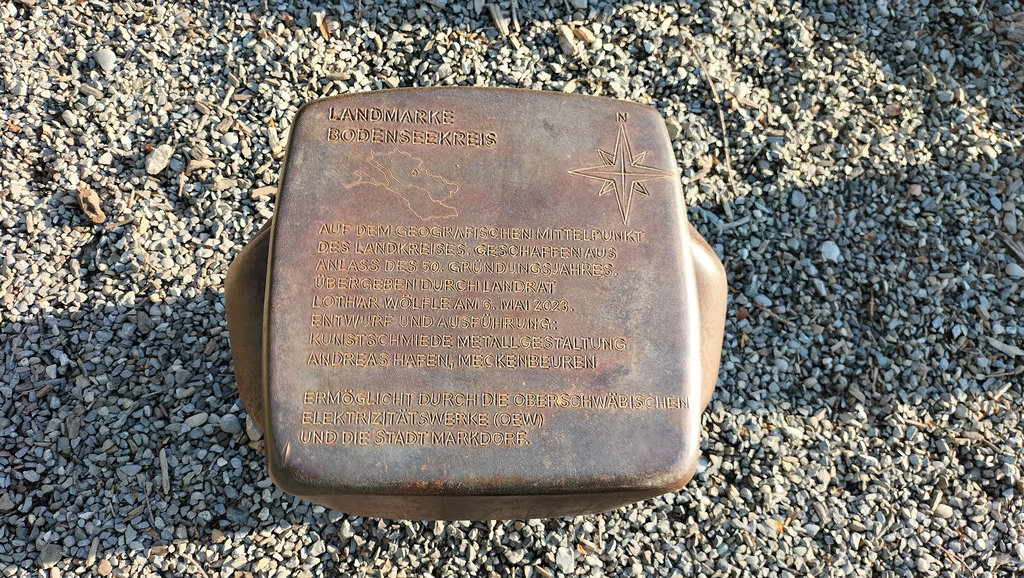 LANDMARKE
BODENSEEKREIS
N
AUF DEM GEOGRAFISCHEN MITTELPUNKT
DES LANDKREISES. GESCHAFFEN AUS
ANLASS DES 50. GRÜNDUNGSJAHRES.
ÜBERGEBEN DURCH LANDRAT
LOTHAR WÖLFLE AM 6. MAI 2023.
ENTWURF UND AUSFÜHRUNG:
KUNSTSCHMIEDE METALLGESTALTUNG
ANDREAS HAFEN, MECKENBEUREN
ERMÖGLICHT DURCH DIE OBERSCHWÄBISCHEN
ELEKTRIZITÄTSWERKE (OEW)
UND DIE STADT MARKDORF.